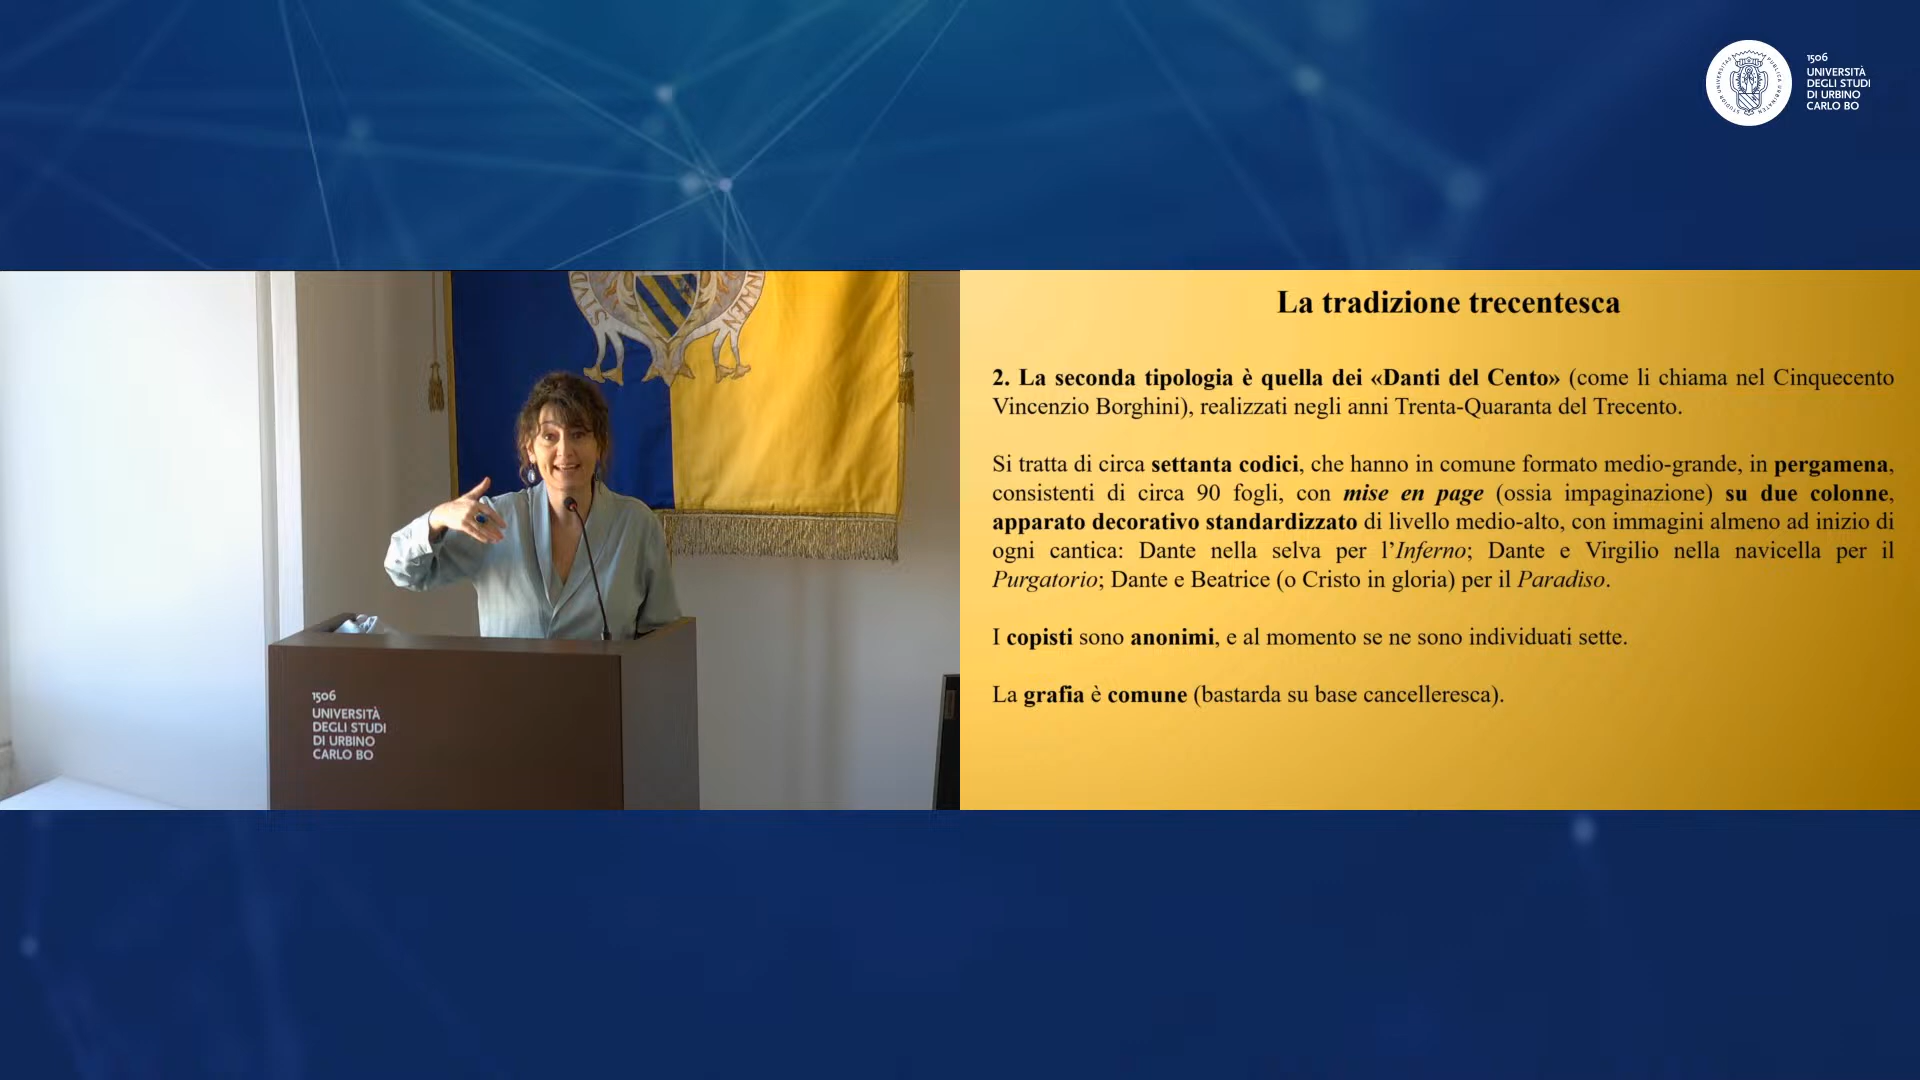 1506
UNIVERSITÀ
DEGLI STUDI
DI URBINO
CARLO BO
1506
UNIVERSITÀ
DEGLI STUDI
DI URBINO
CARLO BO
La tradizione trecentesca
2. La seconda tipologia è quella dei «Danti del Cento» (come li chiama nel Cinquecento
Vincenzio Borghini), realizzati negli anni Trenta-Quaranta del Trecento.
Si tratta di circa settanta codici, che hanno in comune formato medio-grande, in pergamena,
consistenti di circa 90 fogli, con mise en page (ossia impaginazione) su due colonne,
apparato decorativo standardizzato di livello medio-alto, con immagini almeno ad inizio di
ogni cantica: Dante nella selva per l’Inferno; Dante e Virgilio nella navicella per il
Purgatorio; Dante e Beatrice (o Cristo in gloria) per il Paradiso.
I copisti sono anonimi, e al momento se ne sono individuati sette.
La grafia è comune (bastarda su base cancelleresca).